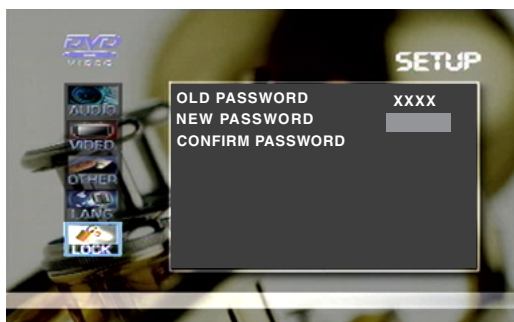 DVD
VIDEO
SETUP
AUDIO
VIDEO
OTHER
LANG
LOCK
OLD PASSWORD XXXX
NEW PASSWORD
CONFIRM PASSWORD